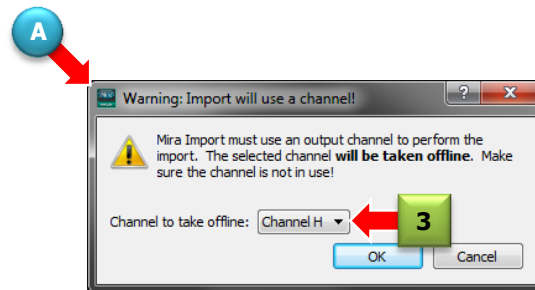 A
Warning: Import will use a channel!
?
X
Mira Import must use an output channel to perform the
import. The selected channel will be taken offline. Make
sure the channel is not in use!
Channel to take offline: Channel H
3
OK Cancel